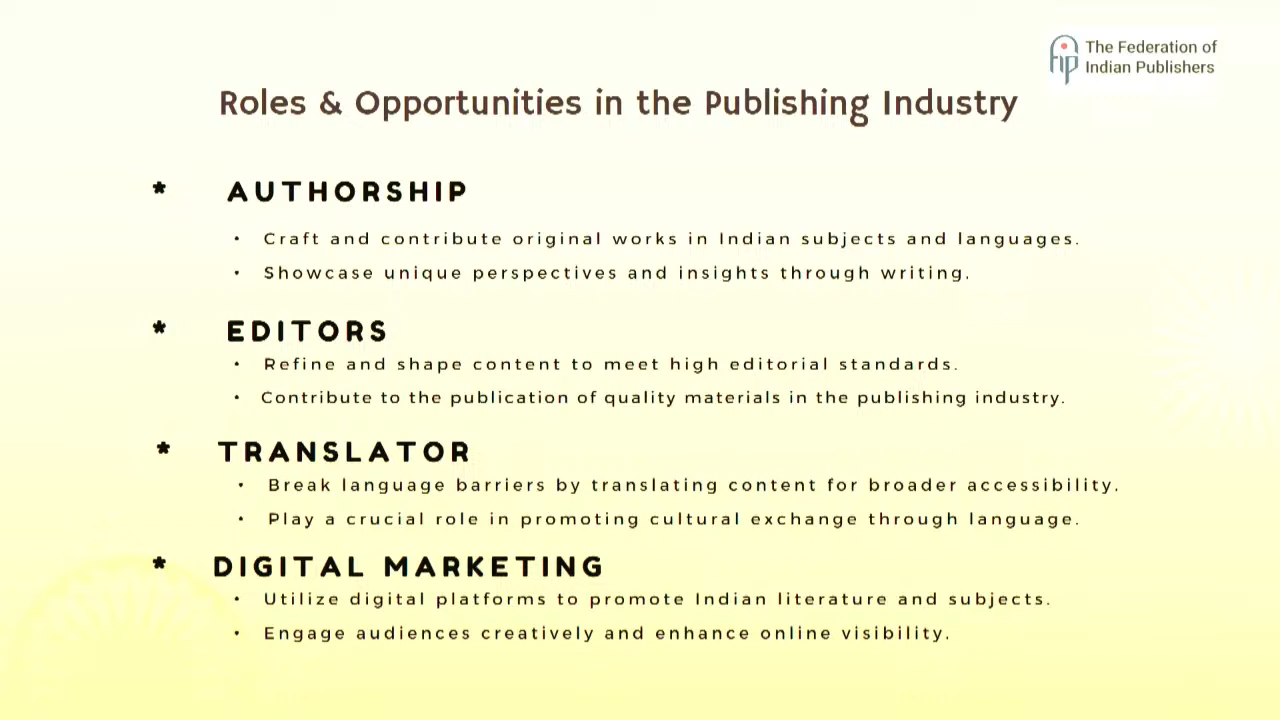 The Federation of
Indian Publishers
fip
Roles & Opportunities in the Publishing Industry
* AUTHORSHIP
• Craft and contribute original works in Indian subjects and languages.
• Showcase unique perspectives and insights through writing.
* EDITORS
• Refine and shape content to meet high editorial standards.
• Contribute to the publication of quality materials in the publishing industry.
* TRANSLATOR
• Break language barriers by translating content for broader accessibility.
• Play a crucial role in promoting cultural exchange through language.
* DIGITAL MARKETING
• Utilize digital platforms to promote Indian literature and subjects.
• Engage audiences creatively and enhance online visibility.